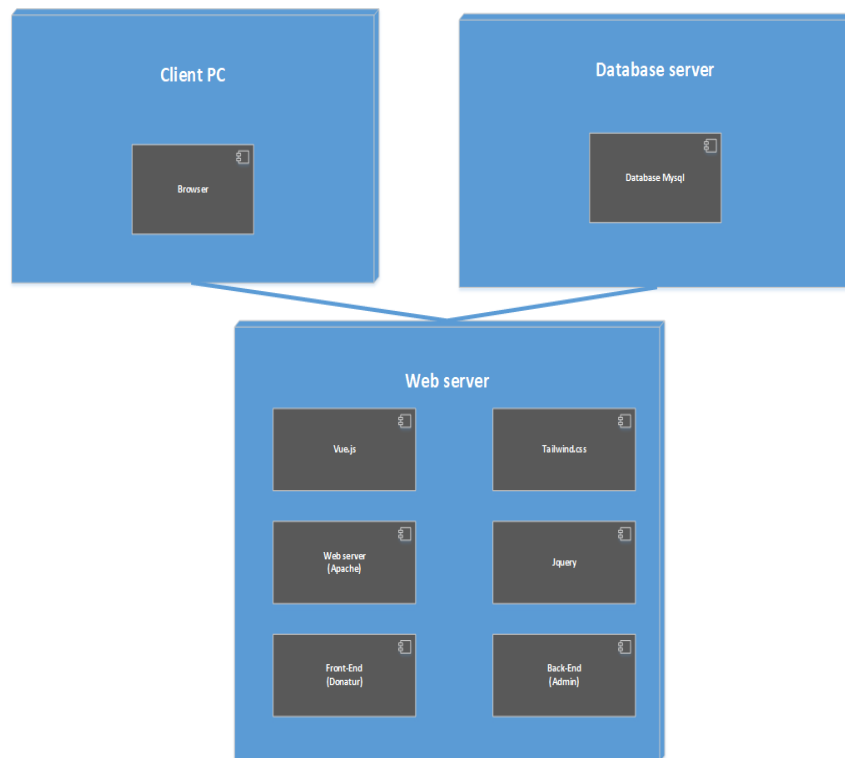 Client PC
Browser
Database server
Database Mysql
Web server
Vue.js
Tailwind.css
Web server
(Apache)
Jquery
Front-End
(Donatur)
Back-End
(Admin)